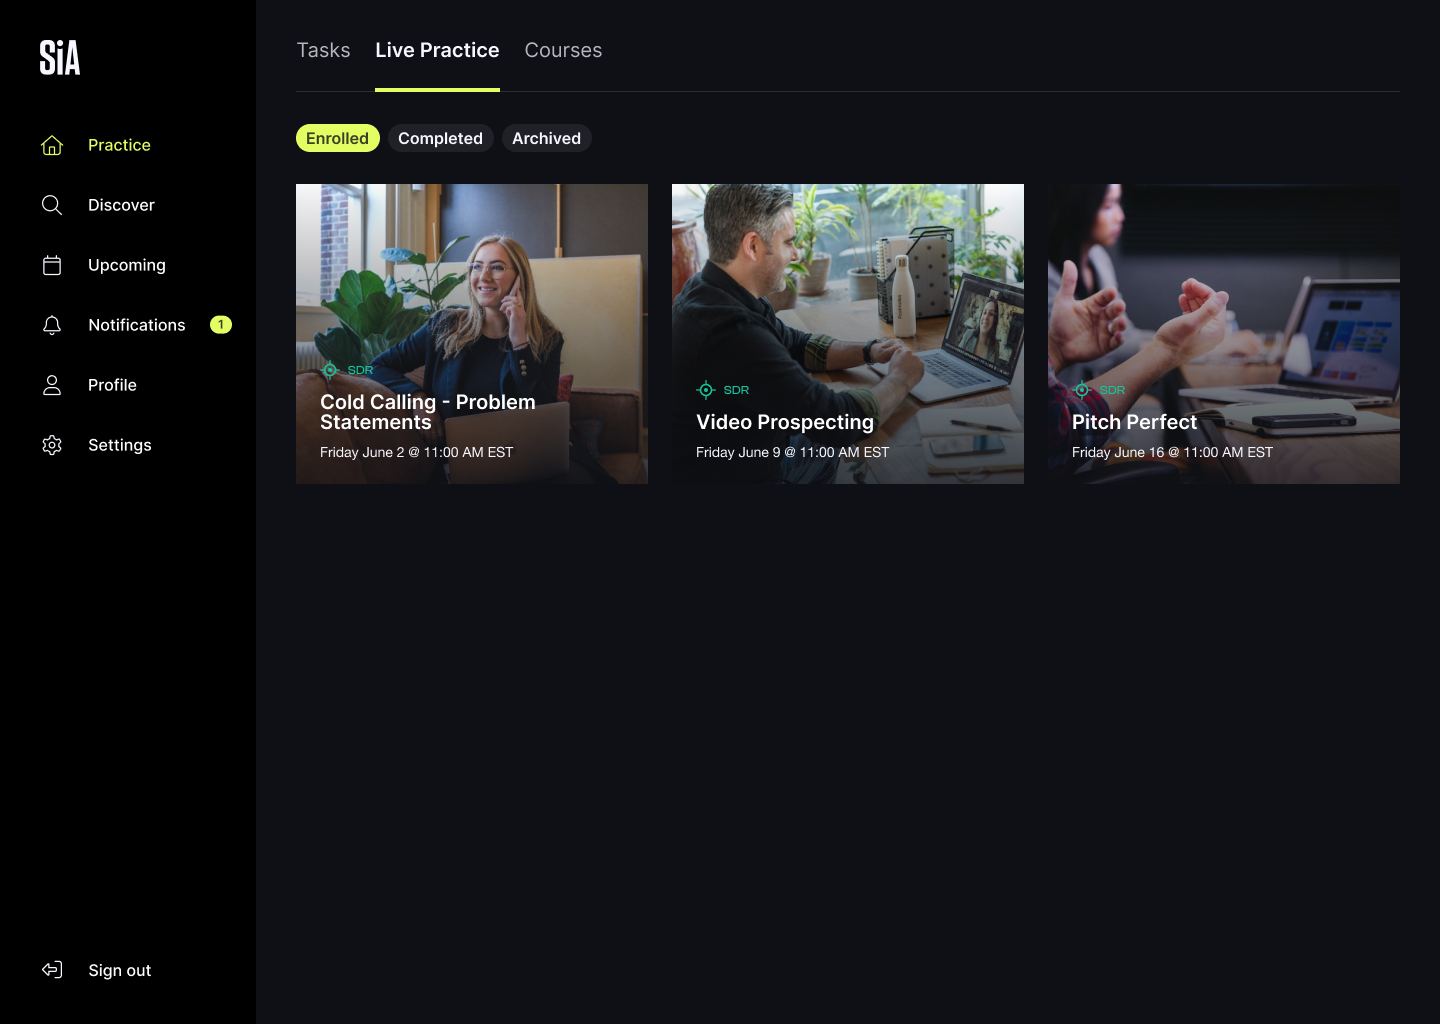 SiA
Practice
Discover
Upcoming
Notifications 1
Profile
Settings
Sign out
Tasks Live Practice Courses
Enrolled Completed Archived
SDR
Cold Calling - Problem
Statements
Friday June 2 @ 11:00 AM EST
SDR
Video Prospecting
Friday June 9 @ 11:00 AM EST
SDR
Pitch Perfect
Friday June 16 @ 11:00 AM EST